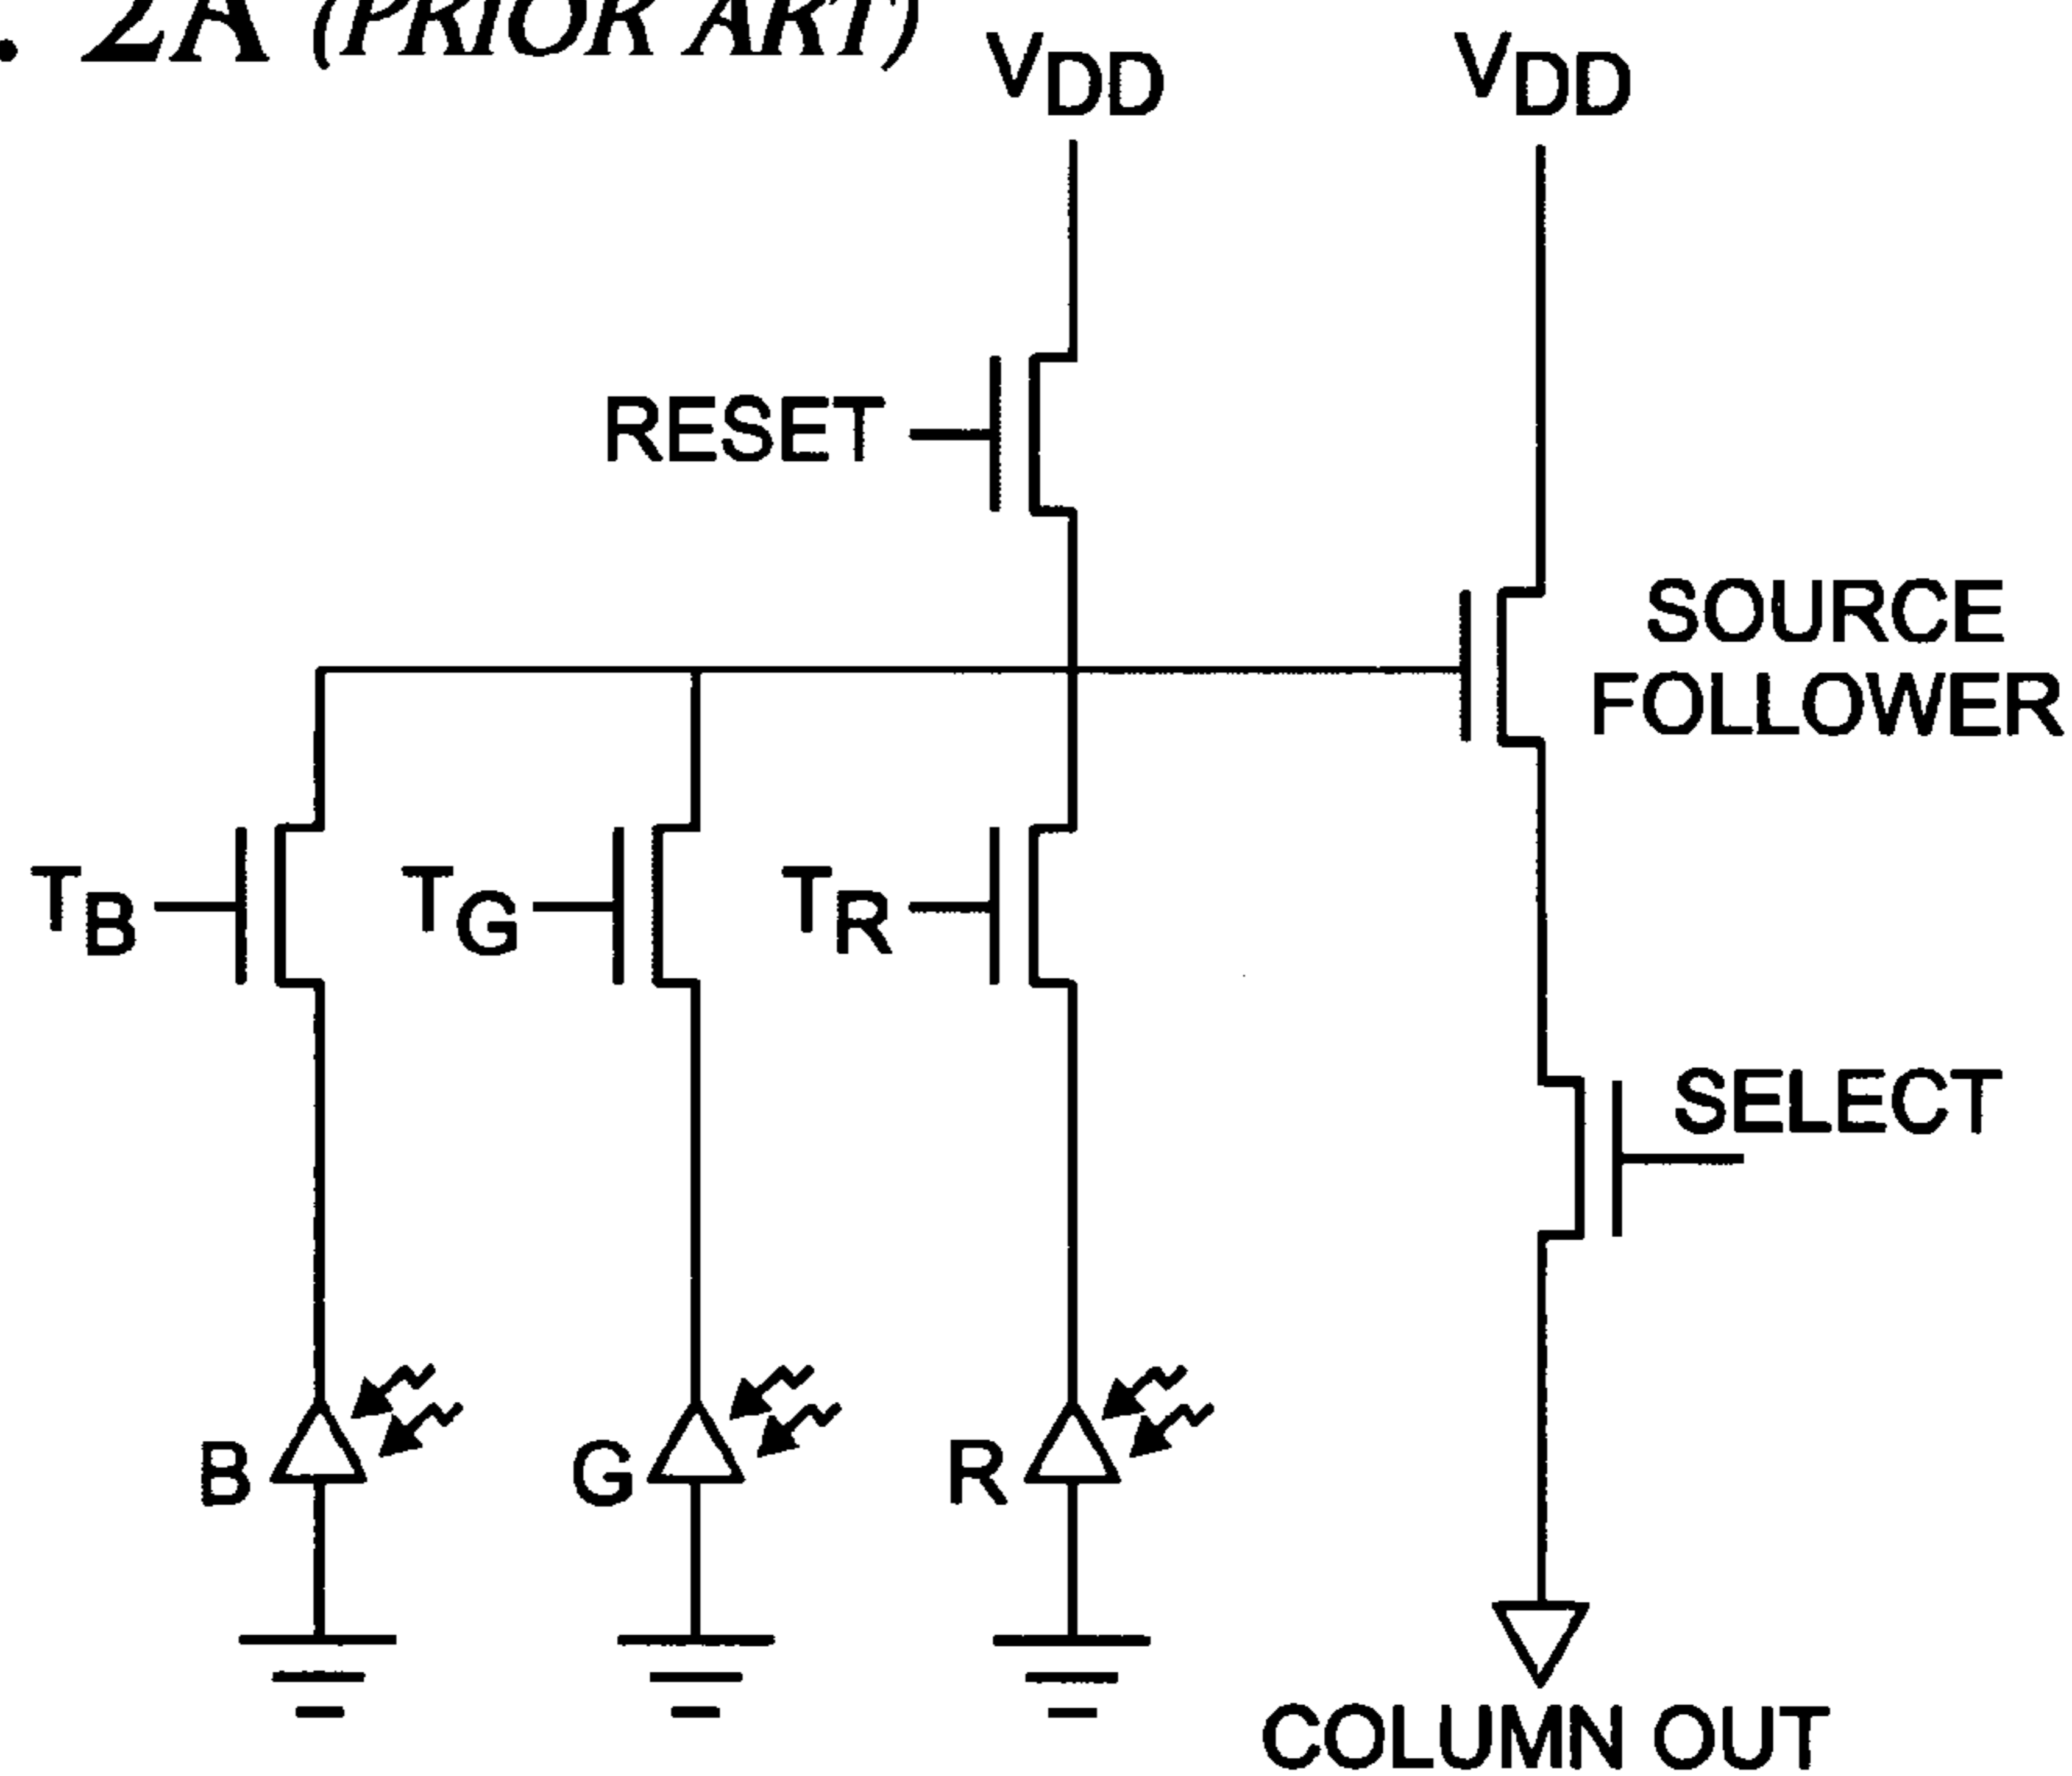 . 2A (PRIOR ART)
VDD VDD
RESET
SOURCE
FOLLOWER
TB TG TR
SELECT
B G R
COLUMN OUT